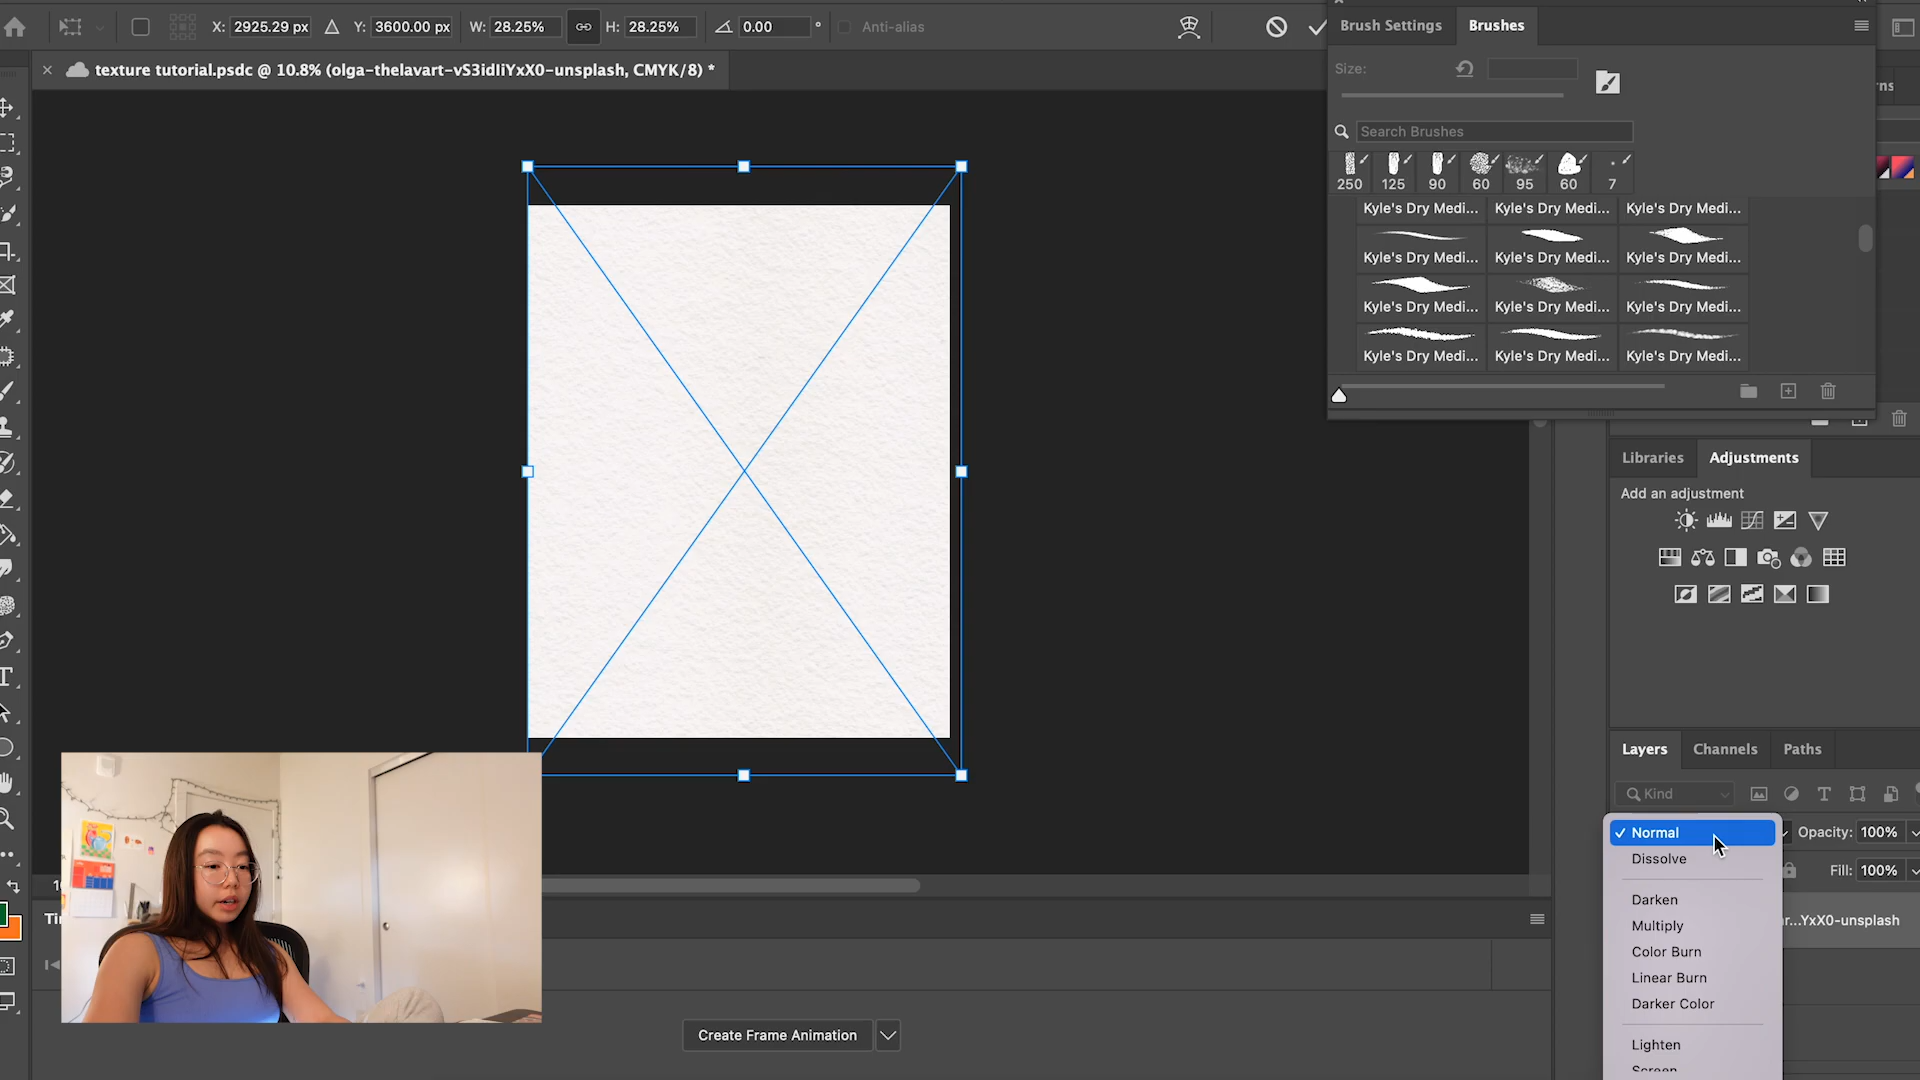 X: 2925.29 px Y: 3600.00 px W: 28.25% H: 28.25% 0.00 ° Anti-alias
texture tutorial.psdc @ 10.8% (olga-thelavart-vS3idIiYxX0-unsplash, CMYK/8) *
Brush Settings Brushes
Size:
Search Brushes
250 125 90 60 95 60 7
Kyle's Dry Medi... Kyle's Dry Medi... Kyle's Dry Medi...
Kyle's Dry Medi... Kyle's Dry Medi... Kyle's Dry Medi...
Kyle's Dry Medi... Kyle's Dry Medi... Kyle's Dry Medi...
Kyle's Dry Medi... Kyle's Dry Medi... Kyle's Dry Medi...
Libraries Adjustments
Add an adjustment
Layers Channels Paths
Kind
Normal Opacity: 100%
Dissolve Fill: 100%
Darken
Multiply
...YxX0-unsplash
Color Burn
Linear Burn
Darker Color
Lighten
Screen
Create Frame Animation